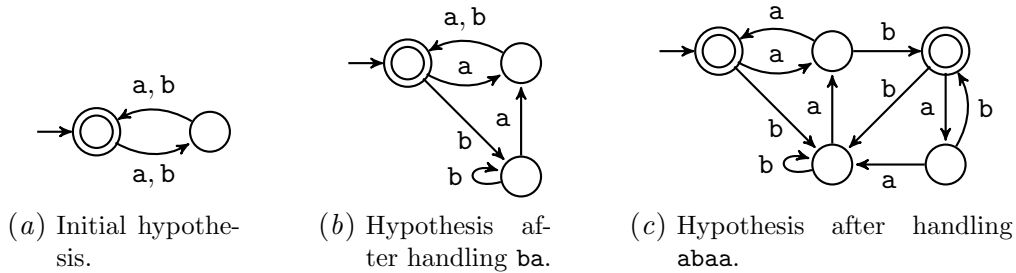 a, b
a, b
(a) Initial hypothe-
sis.
a, b
a
b
a
b
(b) Hypothesis af-
ter handling ba.
a
a
b
b
a
b
b
a
b
a
(c) Hypothesis after handling
abaa.